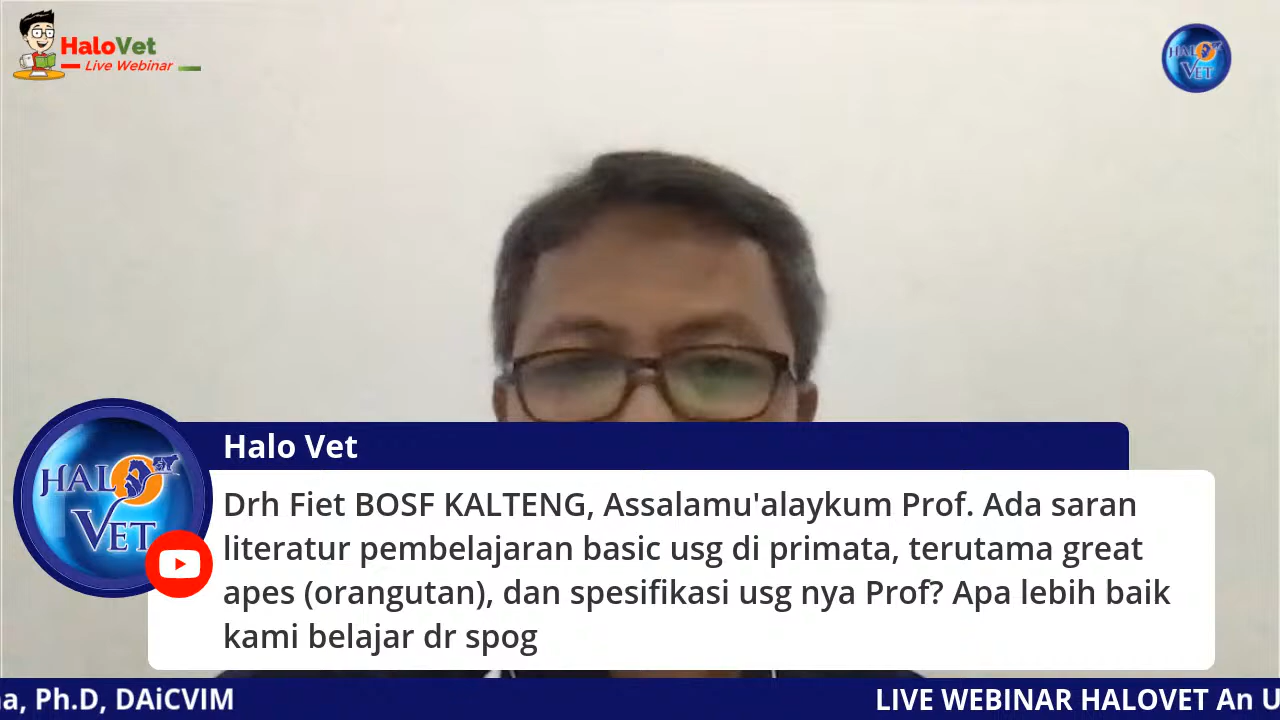 HaloVet
Live Webinar
HALO
VET
Halo Vet
HALO
VET
Drh Fiet BOSF KALTENG, Assalamu'alaykum Prof. Ada saran
literatur pembelajaran basic usg di primata, terutama great
apes (orangutan), dan spesifikasi usg nya Prof? Apa lebih baik
kami belajar dr spog
a, Ph.D, DAiCVIM
LIVE WEBINAR HALOVET An U